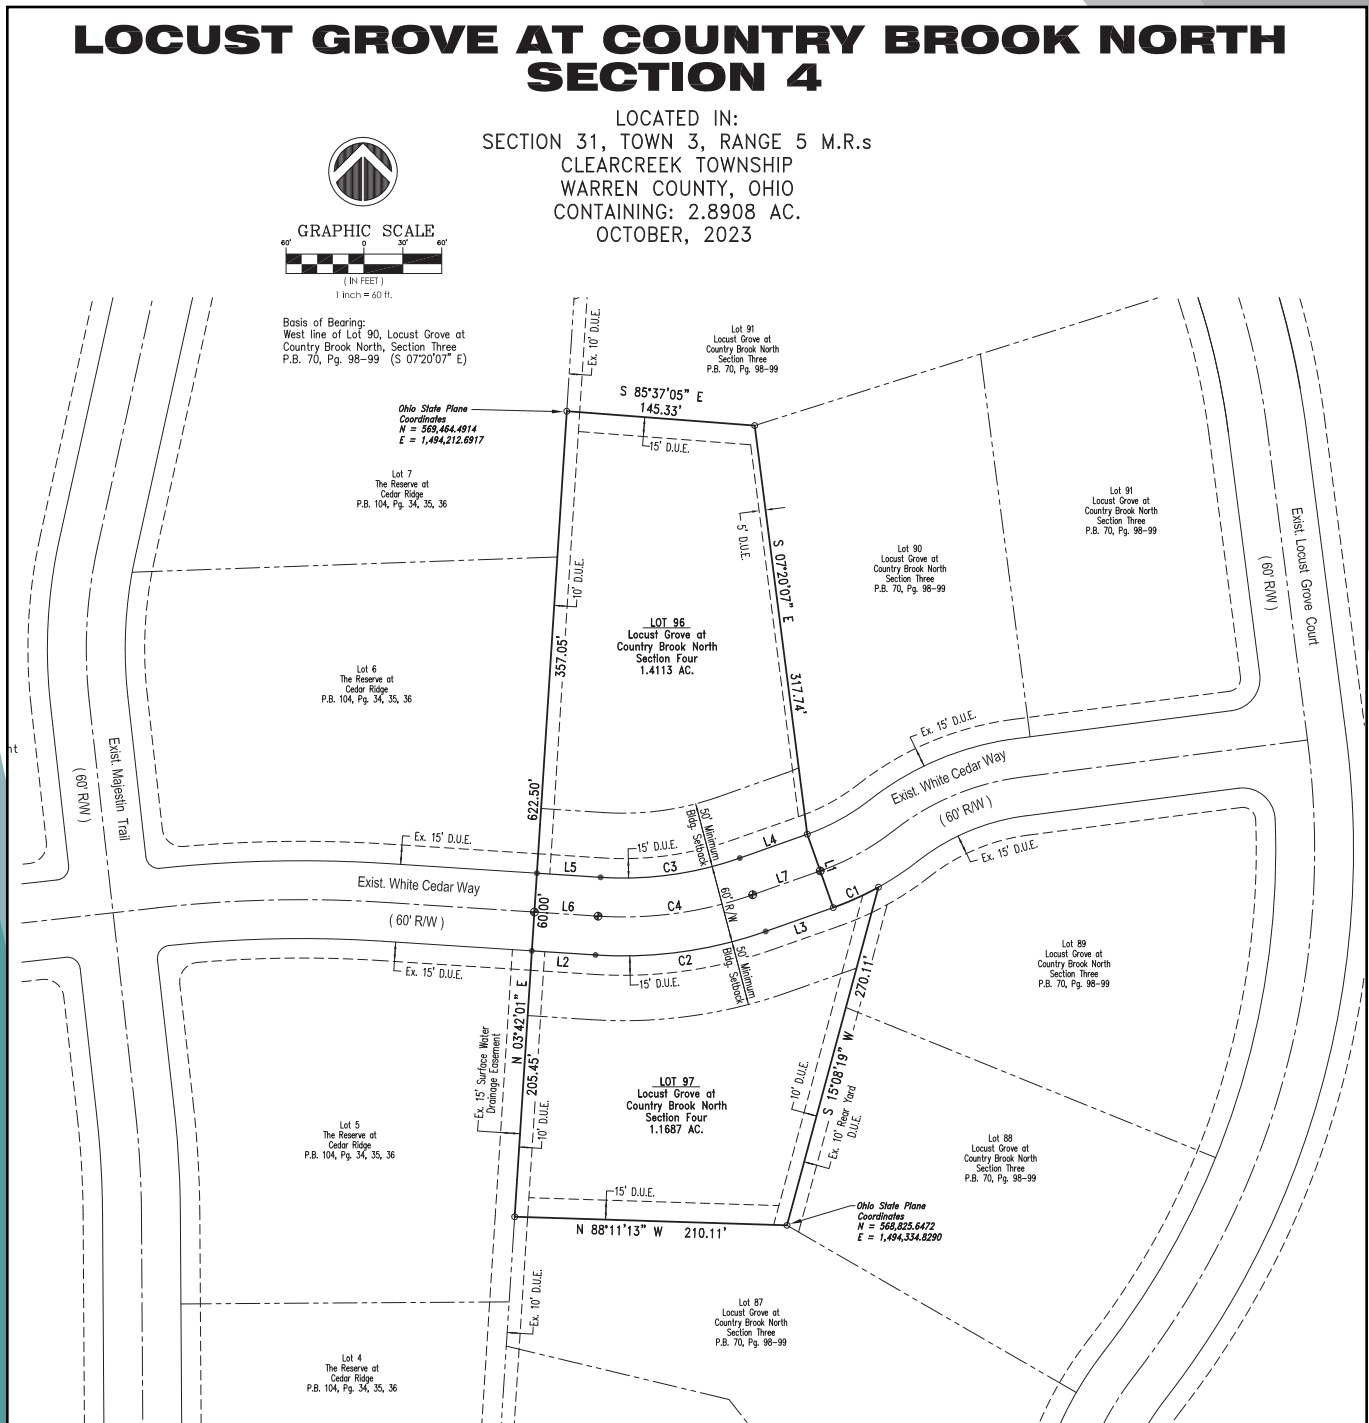 LOCUST GROVE AT COUNTRY BROOK NORTH
SECTION 4
LOCATED IN:
SECTION 31, TOWN 3, RANGE 5 M.R.s
CLEARCREEK TOWNSHIP
WARREN COUNTY, OHIO
CONTAINING: 2.8908 AC.
OCTOBER, 2023
GRAPHIC SCALE
60' 0 30' 60'
( IN FEET )
1 inch = 60 ft.
Basis of Bearing:
West line of Lot 90, Locust Grove at
Country Brook North, Section Three
P.B. 70, Pg. 98-99 (S 07°20'07" E)
Ex. 10' D.U.E.
Lot 91
Locust Grove at
Country Brook North
Section Three
P.B. 70, Pg. 98-99
S 85°37'05" E
145.33'
15' D.U.E.
Ohio State Plane
Coordinates
N = 569,464.4914
E = 1,494,212.6917
Lot 7
The Reserve at
Cedar Ridge
P.B. 104, Pg. 34, 35, 36
5' D.U.E.
S 07°20'07" E
317.74'
Lot 91
Locust Grove at
Country Brook North
Section Three
P.B. 70, Pg. 98-99
Lot 90
Locust Grove at
Country Brook North
Section Three
P.B. 70, Pg. 98-99
Exist. Locust Grove Court
( 60' R/W )
10' D.U.E.
357.05'
LOT 96
Locust Grove at
Country Brook North
Section Four
1.4113 AC.
Lot 6
The Reserve at
Cedar Ridge
P.B. 104, Pg. 34, 35, 36
nt
Exist. Majestin Trail
( 60' R/W )
622.50'
Ex. 15' D.U.E.
Exist. White Cedar Way
( 60' R/W )
Ex. 15' D.U.E.
Ex. 15' D.U.E.
15' D.U.E.
50' Minimum
Bldg. Setback
L4
L5
C3
L7
L1
C1
Exist. White Cedar Way
( 60' R/W )
60.00'
L6
C4
60' R/W
L3
L2
C2
Ex. 15' D.U.E.
15' D.U.E.
50' Minimum
Bldg. Setback
270.11'
S 15°08'19" W
Lot 89
Locust Grove at
Country Brook North
Section Three
P.B. 70, Pg. 98-99
N 03°42'01" E
205.45'
Ex. 15' Surface Water
Drainage Easement
10' D.U.E.
LOT 97
Locust Grove at
Country Brook North
Section Four
1.1687 AC.
10' D.U.E.
Ex. 10' Rear Yard
D.U.E.
Lot 5
The Reserve at
Cedar Ridge
P.B. 104, Pg. 34, 35, 36
Lot 88
Locust Grove at
Country Brook North
Section Three
P.B. 70, Pg. 98-99
15' D.U.E.
N 88°11'13" W 210.11'
Ohio State Plane
Coordinates
N = 568,825.6472
E = 1,494,334.8290
Ex. 10' D.U.E.
Lot 87
Locust Grove at
Country Brook North
Section Three
P.B. 70, Pg. 98-99
Lot 4
The Reserve at
Cedar Ridge
P.B. 104, Pg. 34, 35, 36